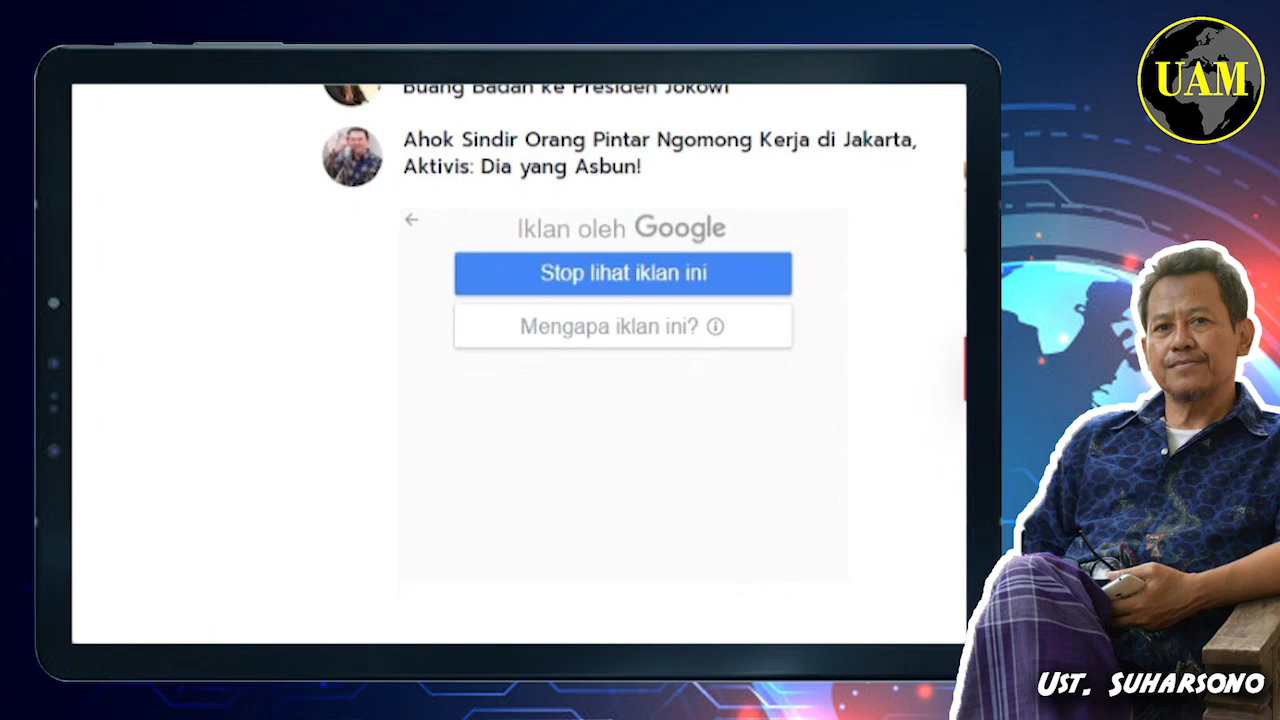 UAM
Buang Badan ke Presiden Jokowi
Ahok Sindir Orang Pintar Ngomong Kerja di Jakarta,
Aktivis: Dia yang Asbun!
Iklan oleh Google
Stop lihat iklan ini
Mengapa iklan ini?
Ust. Suharsono